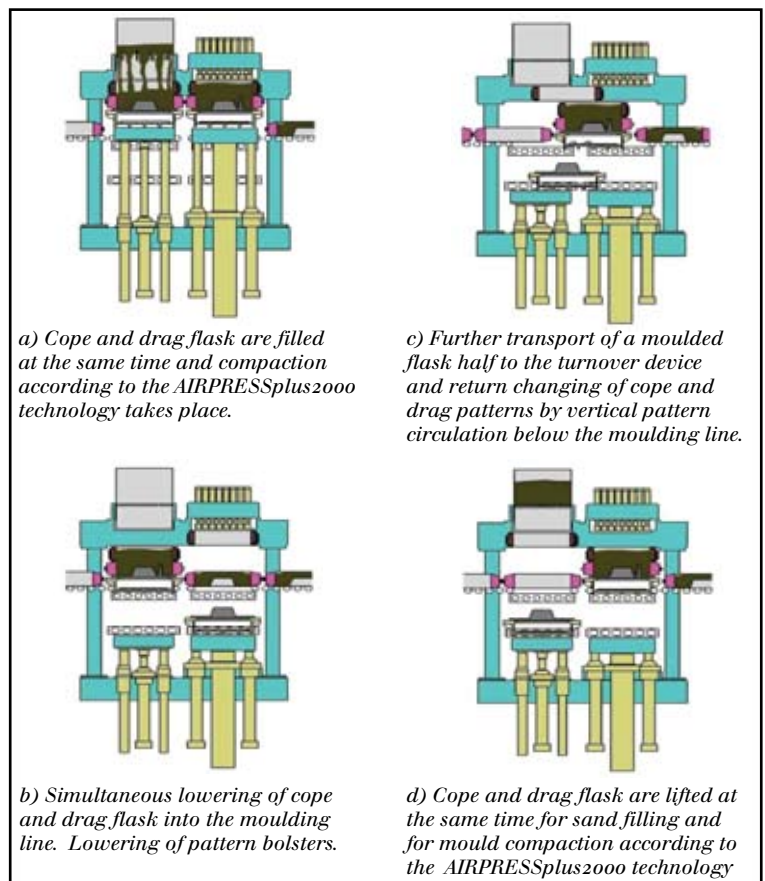 a) Cope and drag flask are filled
at the same time and compaction
according to the AIRPRESSplus2000
technology takes place.
c) Further transport of a moulded
flask half to the turnover device
and return changing of cope and
drag patterns by vertical pattern
circulation below the moulding line.
b) Simultaneous lowering of cope
and drag flask into the moulding
line. Lowering of pattern bolsters.
d) Cope and drag flask are lifted at
the same time for sand filling and
for mould compaction according to
the AIRPRESSplus2000 technology